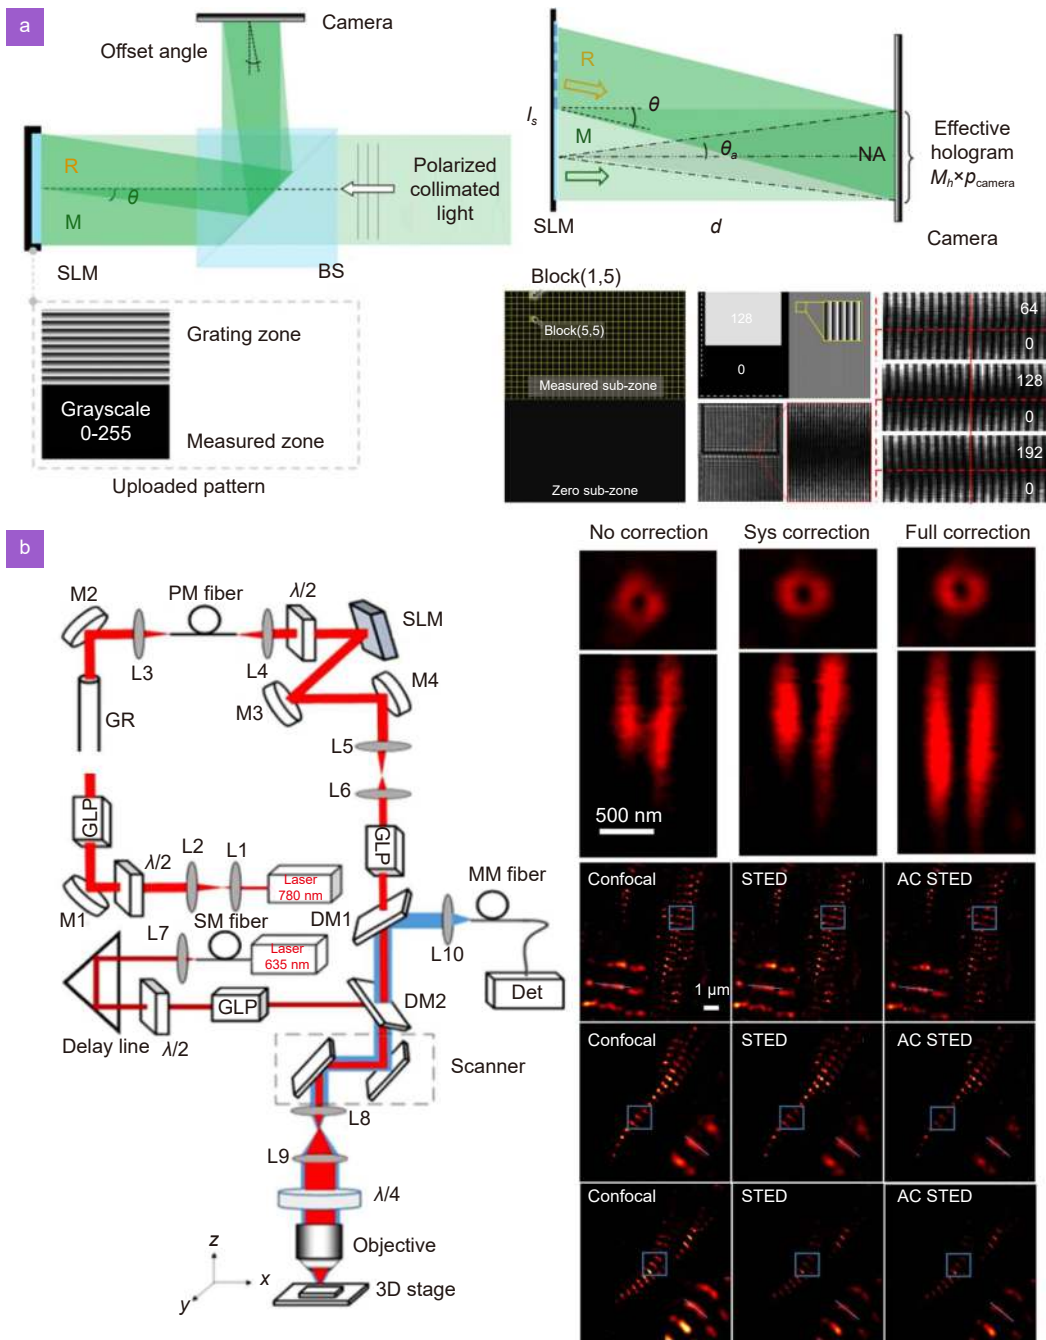 a
Camera
Offset angle
R
θ
M
Polarized
collimated
light
SLM
BS
Grating zone
Grayscale
0-255
Measured zone
Uploaded pattern
R
θ
l_s
M
θ_a
NA
Effective
hologram
M_h×p_camera
SLM
d
Camera
Block(1,5)
Block(5,5)
Measured sub-zone
Zero sub-zone
128
0
64
0
128
0
192
0
b
M2
PM fiber
λ/2
SLM
L3
L4
M3
M4
GR
L5
L6
GLP
GLP
λ/2
L2
L1
Laser
780 nm
M1
SM fiber
L7
Laser
635 nm
DM1
MM fiber
L10
Det
GLP
DM2
Delay line
λ/2
Scanner
L8
L9
λ/4
Objective
3D stage
z
x
y
No correction
Sys correction
Full correction
500 nm
Confocal
STED
AC STED
1 μm
Confocal
STED
AC STED
Confocal
STED
AC STED